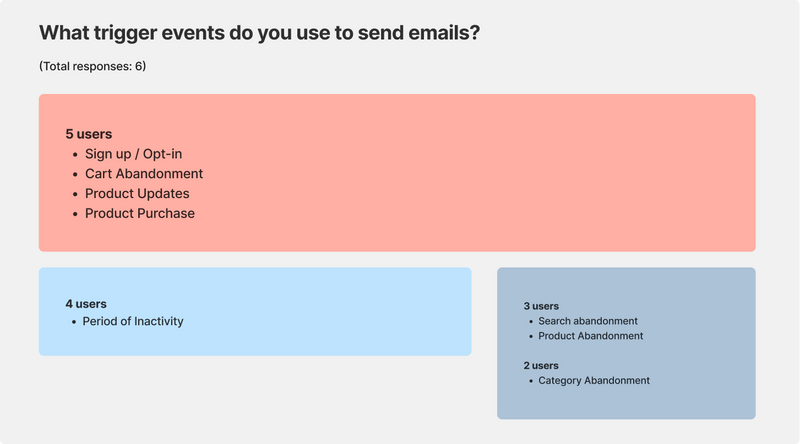 What trigger events do you use to send emails?
(Total responses: 6)
5 users
• Sign up / Opt-in
• Cart Abandonment
• Product Updates
• Product Purchase
4 users
• Period of Inactivity
3 users
• Search abandonment
• Product Abandonment
2 users
• Category Abandonment